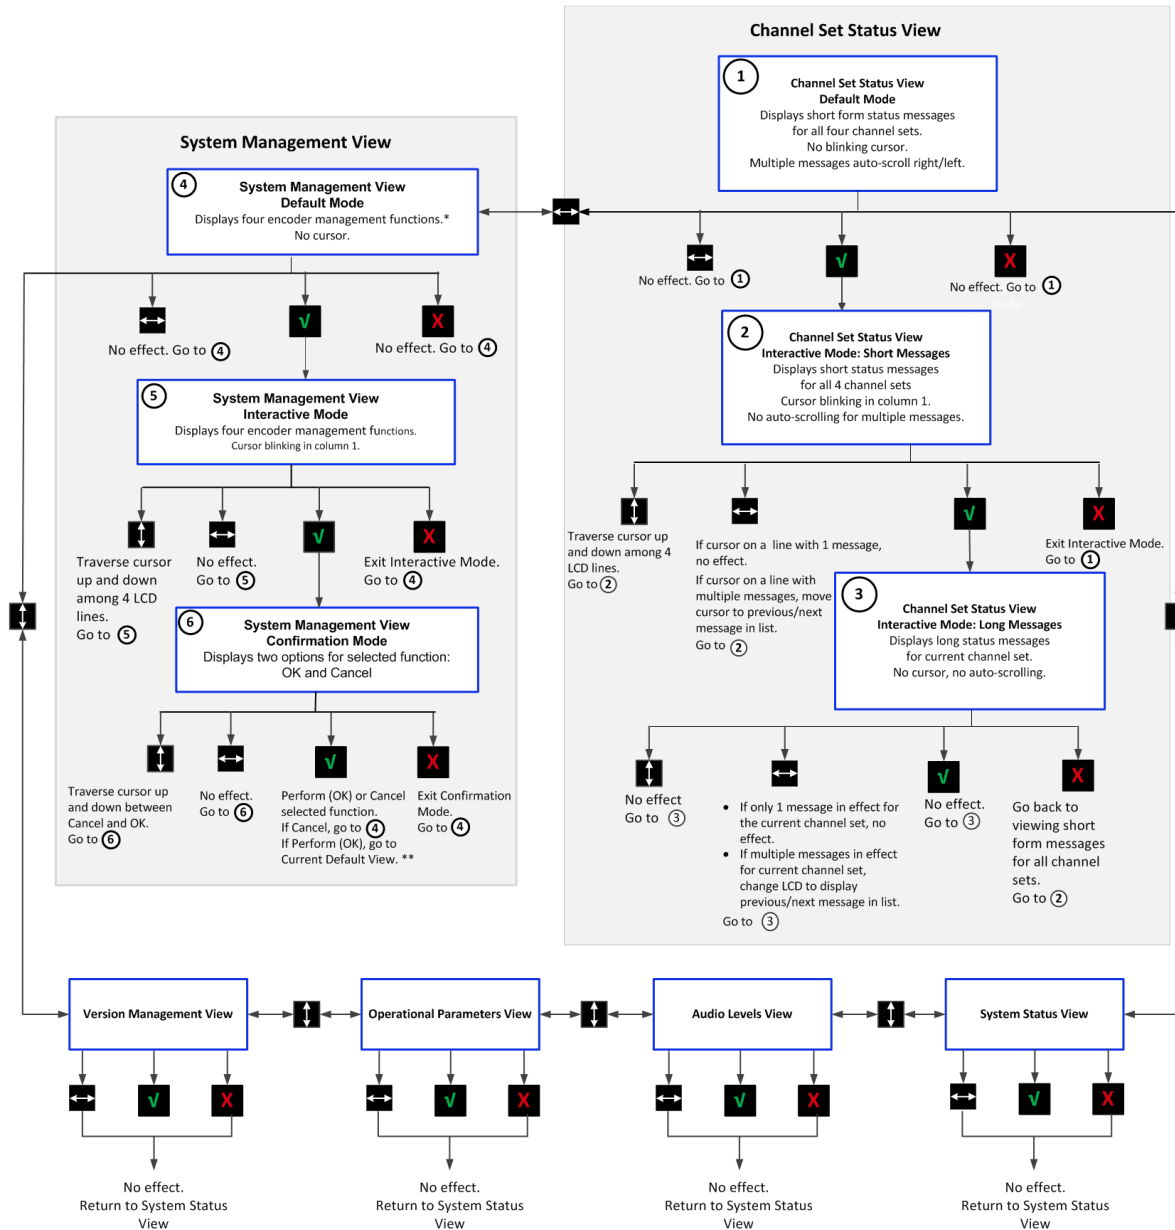 Channel Set Status View
1
Channel Set Status View
Default Mode
Displays short form status messages
for all four channel sets.
No blinking cursor.
Multiple messages auto-scroll right/left.
System Management View
4
System Management View
Default Mode
Displays four encoder management functions.*
No cursor.
√
X
No effect. Go to 1
No effect. Go to 1
Go to
√
X
No effect. Go to 4
No effect. Go to 4
2
Channel Set Status View
Interactive Mode: Short Messages
Displays short status messages
for all 4 channel sets
Cursor blinking in column 1.
No auto-scrolling for multiple messages.
5
System Management View
Interactive Mode
Displays four encoder management functions.
Cursor blinking in column 1.
√
X
Traverse cursor up
and down among 4
LCD lines.
Go to 2
If cursor on a line with 1 message,
no effect.
If cursor on a line with
multiple messages, move
cursor to previous/next
message in list.
Go to 2
Exit Interactive Mode.
Go to 1
√
X
Traverse cursor
up and down
among 4 LCD
lines.
Go to 5
No effect.
Go to 5
Exit Interactive Mode.
Go to 4
3
Channel Set Status View
Interactive Mode: Long Messages
Displays long status messages
for current channel set.
No cursor, no auto-scrolling.
6
System Management View
Confirmation Mode
Displays two options for selected function:
OK and Cancel
√
X
Traverse cursor up
and down between
Cancel and OK.
Go to 6
No effect.
Go to 6
Perform (OK) or Cancel
selected function.
If Cancel, go to 4
If Perform (OK), go to
Current Default View. **
Exit Confirmation
Mode.
Go to 4
√
X
No effect
Go to 3
• If only 1 message in effect for
the current channel set, no
effect.
• If multiple messages in effect
for current channel set,
change LCD to display
previous/next message in list.
Go to 3
No effect.
Go to 3
Go back to
viewing short
form messages
for all channel
sets.
Go to 2
Version Management View
Operational Parameters View
Audio Levels View
System Status View
√
X
√
X
√
X
√
X
No effect.
Return to System Status
View
No effect.
Return to System Status
View
No effect.
Return to System Status
View
No effect.
Return to System Status
View